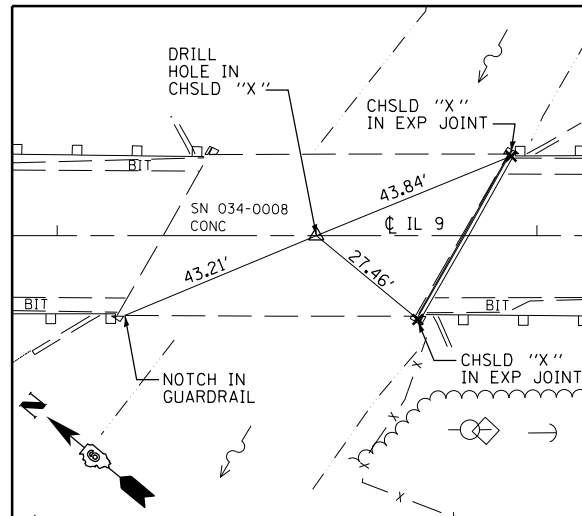 DRILL
HOLE IN
CHSLD "X"
CHSLD "X"
IN EXP JOINT
BIT
43.84'
SN 034-0008
CONC
℄ IL 9
43.21'
27.46'
BIT
BIT
NOTCH IN
GUARDRAIL
CHSLD "X"
IN EXP JOINT
X
X
X
X
N
9